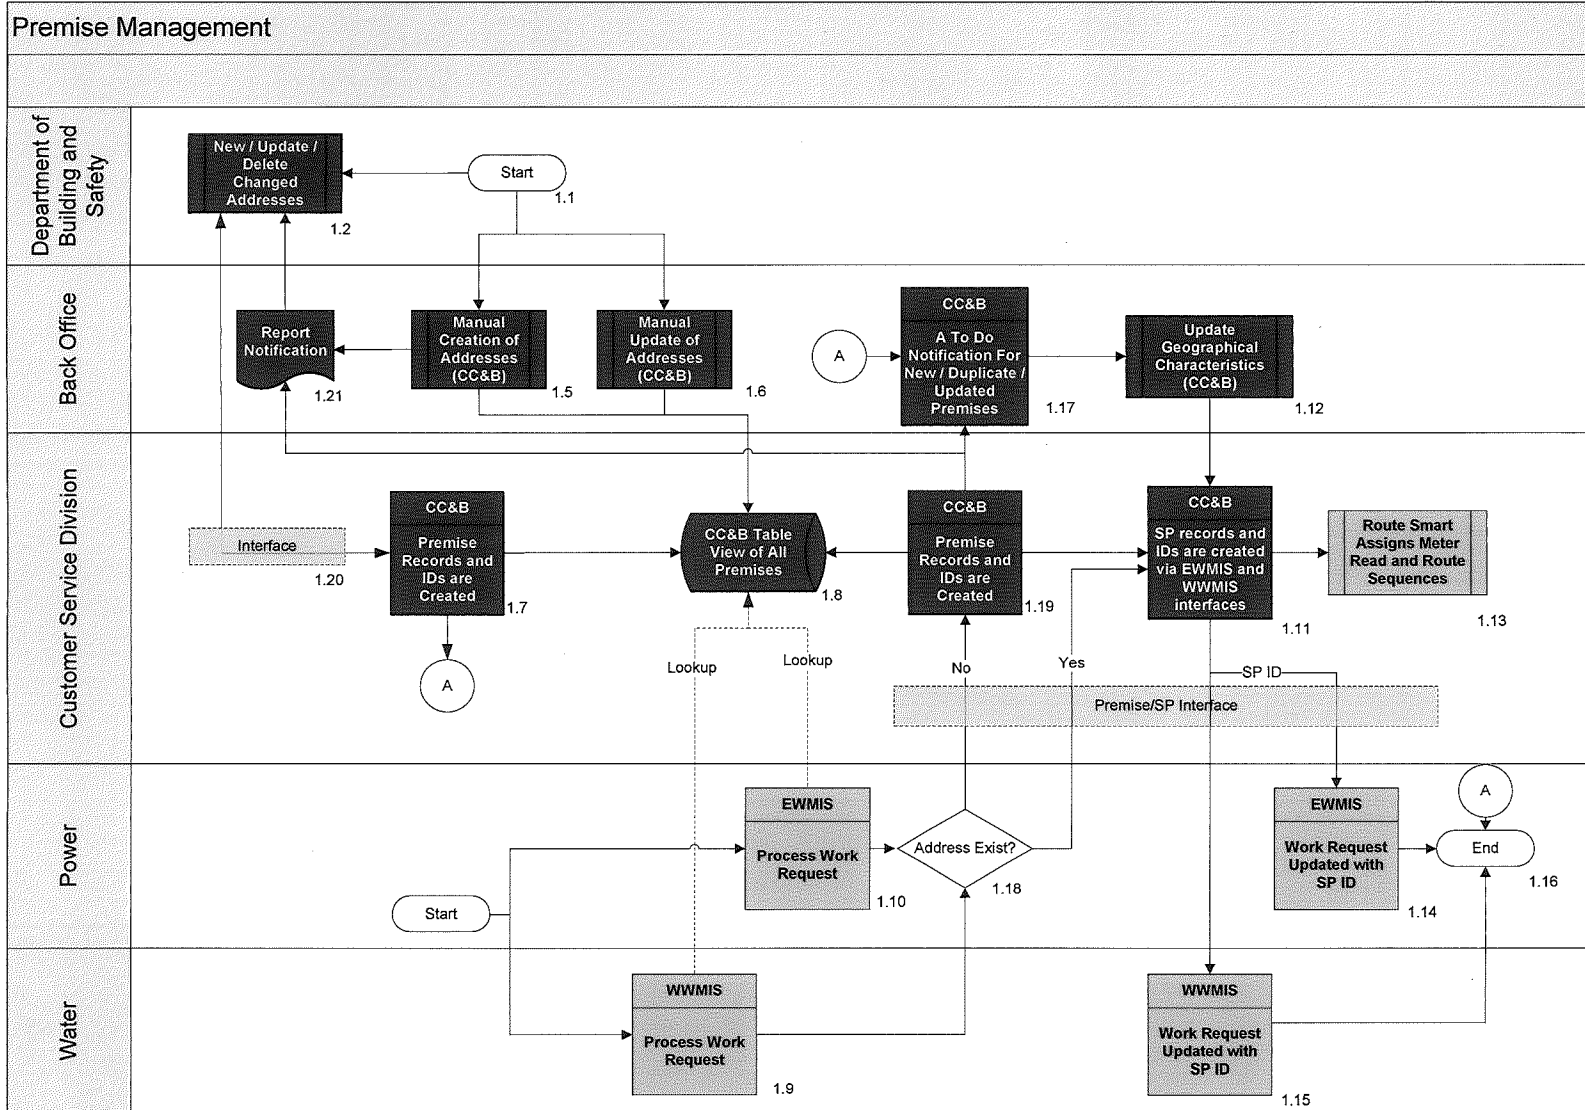 Premise Management
Department of
Building and
Safety
New / Update /
Delete
Changed
Addresses
1.2
Start
1.1
Back Office
Report
Notification
1.21
Manual
Creation of
Addresses
(CC&B)
1.5
Manual
Update of
Addresses
(CC&B)
1.6
A
CC&B
A To Do
Notification For
New / Duplicate /
Updated
Premises
1.17
Update
Geographical
Characteristics
(CC&B)
1.12
Customer Service Division
Interface
1.20
CC&B
Premise
Records and
IDs are
Created
1.7
A
CC&B Table
View of All
Premises
1.8
CC&B
Premise
Records and
IDs are
Created
1.19
CC&B
SP records and
IDs are created
via EWMIS and
WWMIS
interfaces
1.11
Route Smart
Assigns Meter
Read and Route
Sequences
1.13
Lookup
Lookup
No
Yes
SP ID
Premise/SP Interface
Power
Start
EWMIS
Process Work
Request
1.10
Address Exist?
1.18
EWMIS
Work Request
Updated with
SP ID
1.14
A
End
1.16
Water
WWMIS
Process Work
Request
1.9
WWMIS
Work Request
Updated with
SP ID
1.15